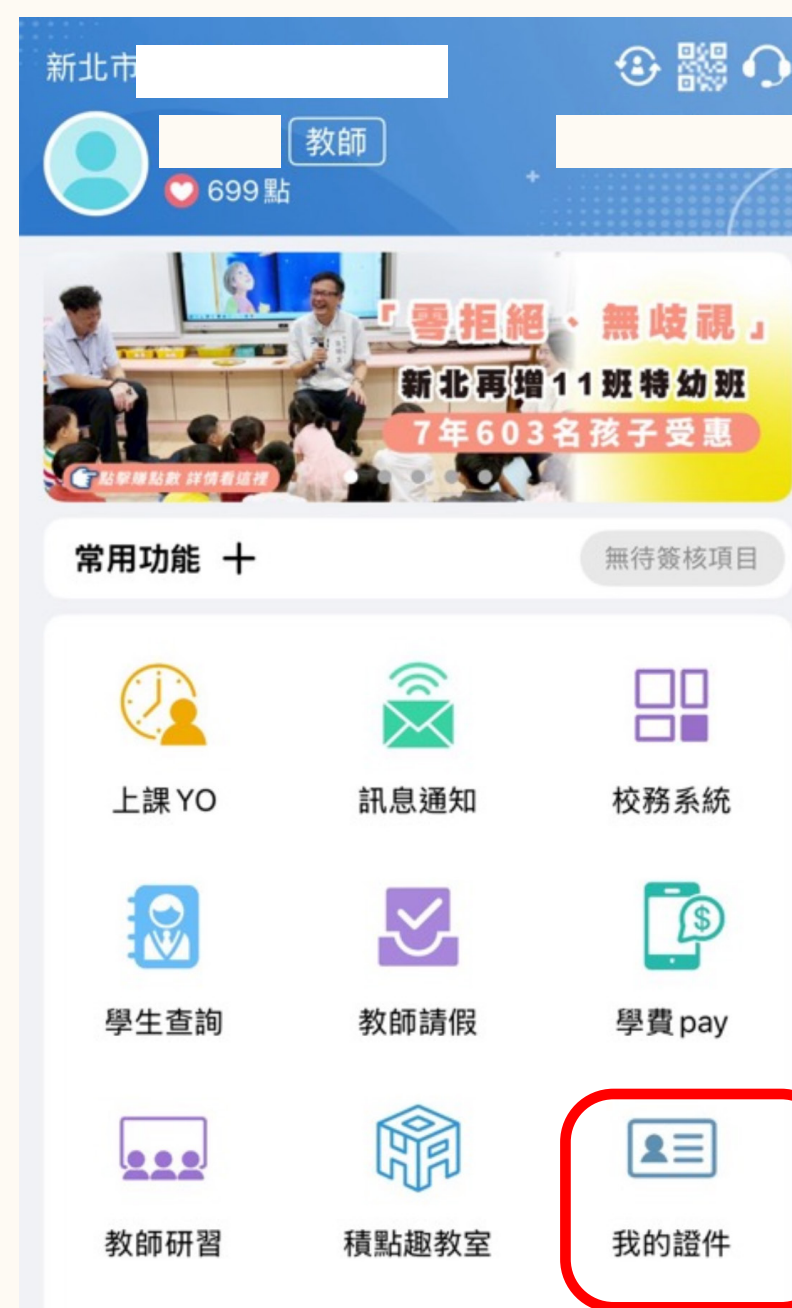 新北市
教師
699點
「零拒絕、無歧視」
新北再增11班特幼班
7年603名孩子受惠
點擊賺點數 詳情看這裡
常用功能 +
無待簽核項目
上課YO
訊息通知
校務系統
學生查詢
教師請假
學費pay
教師研習
積點趣教室
我的證件